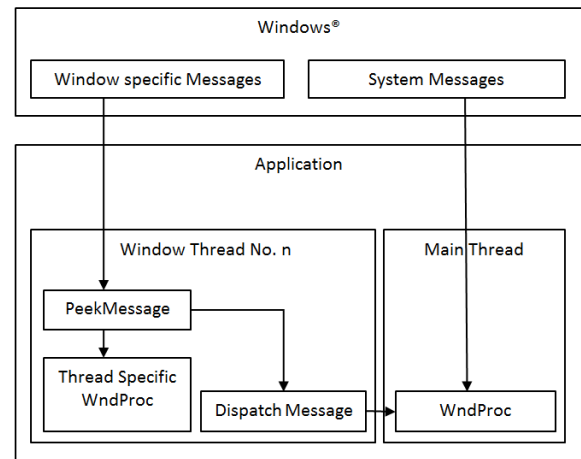 Windows®
Window specific Messages
System Messages
Application
Window Thread No. n
Main Thread
PeekMessage
Thread Specific
WndProc
Dispatch Message
WndProc